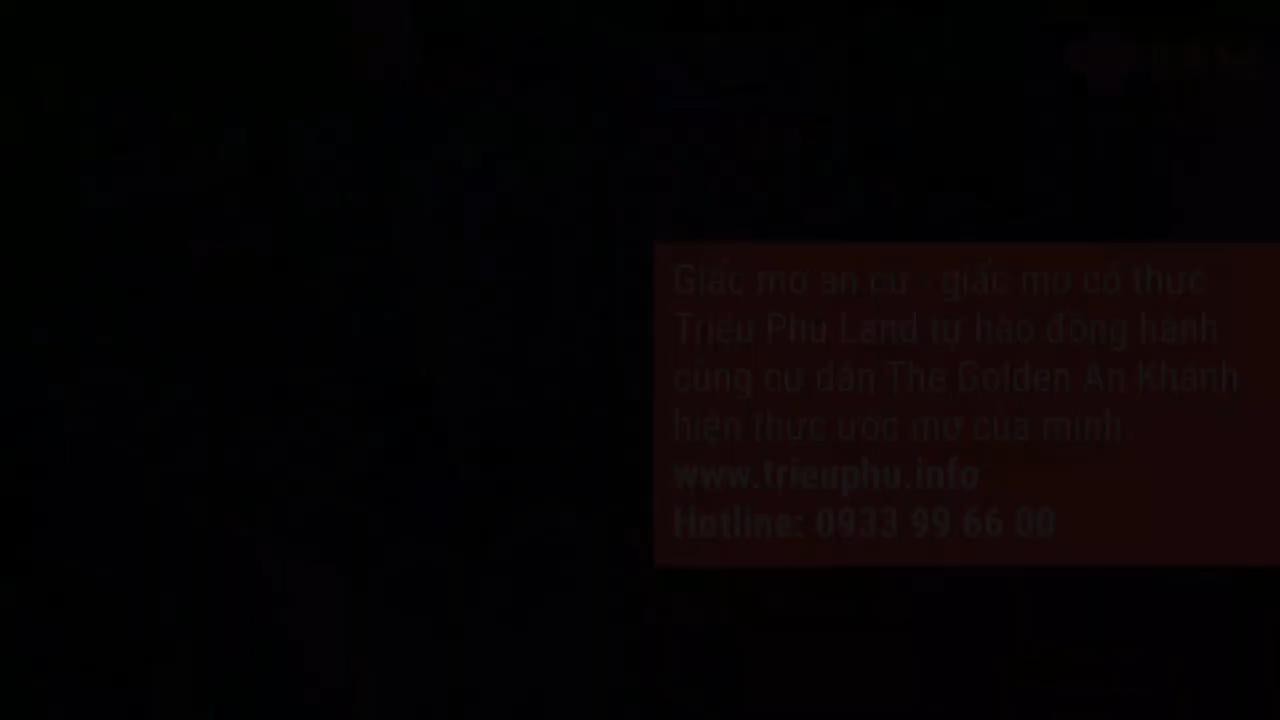 Giấc mơ an cư - giấc mơ có thực
Triệu Phú Land tự hào đồng hành
cùng cư dân The Golden An Khánh
hiện thực ước mơ của mình.
www.trieuphu.info
Hotline: 0933 99 66 00